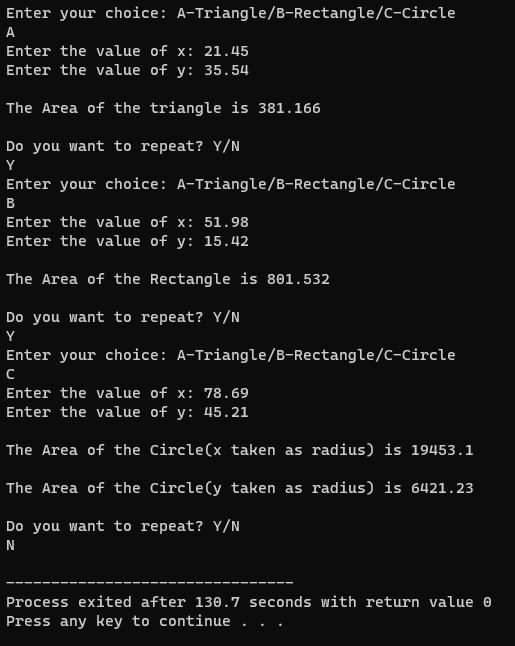 Enter your choice: A-Triangle/B-Rectangle/C-Circle
A
Enter the value of x: 21.45
Enter the value of y: 35.54
The Area of the triangle is 381.166
Do you want to repeat? Y/N
Y
Enter your choice: A-Triangle/B-Rectangle/C-Circle
B
Enter the value of x: 51.98
Enter the value of y: 15.42
The Area of the Rectangle is 801.532
Do you want to repeat? Y/N
Y
Enter your choice: A-Triangle/B-Rectangle/C-Circle
C
Enter the value of x: 78.69
Enter the value of y: 45.21
The Area of the Circle(x taken as radius) is 19453.1
The Area of the Circle(y taken as radius) is 6421.23
Do you want to repeat? Y/N
N
--------------------------------
Process exited after 130.7 seconds with return value 0
Press any key to continue . . .